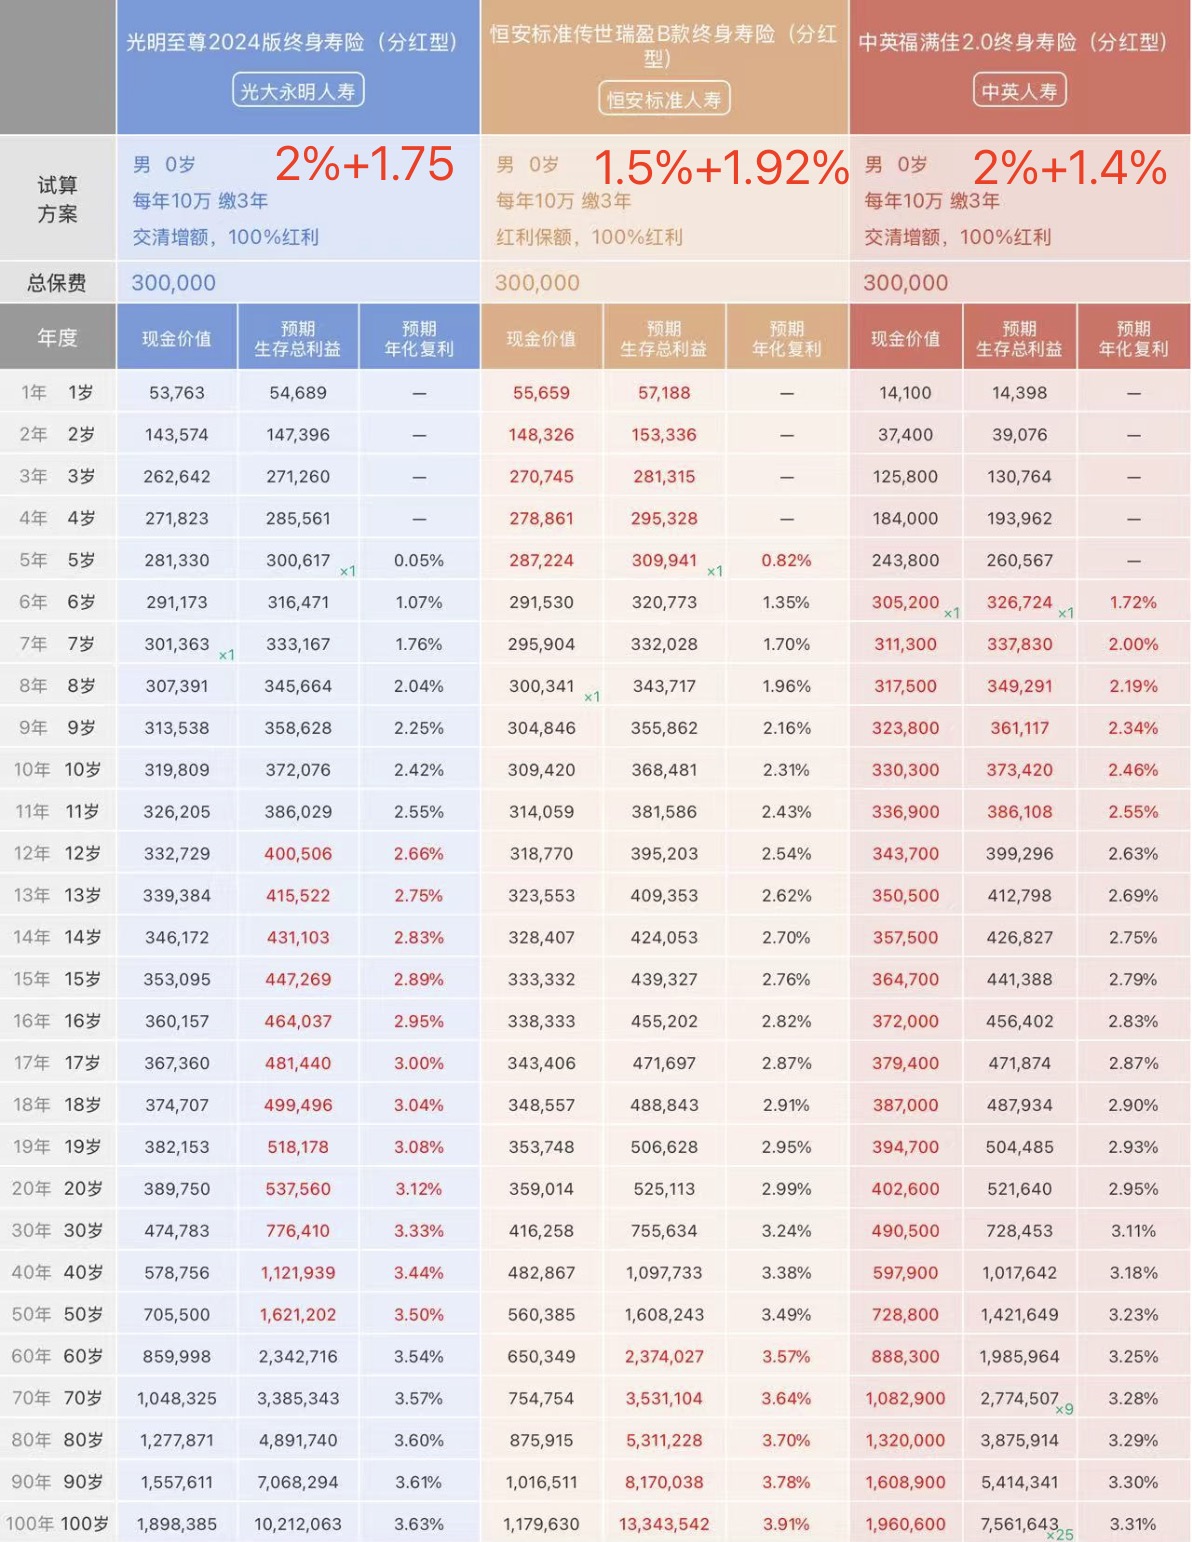 光明至尊2024版终身寿险（分红型）
光大永明人寿
恒安标准传世瑞盈B款终身寿险（分红
型）
恒安标准人寿
中英福满佳2.0终身寿险（分红型）
中英人寿
试算
方案
男 0岁 2%+1.75
每年10万 缴3年
交清增额，100%红利
男 0岁 1.5%+1.92%
每年10万 缴3年
红利保额，100%红利
男 0岁 2%+1.4%
每年10万 缴3年
交清增额，100%红利
总保费 300,000 300,000 300,000
年度 现金价值 预期 生存总利益 预期 年化复利 现金价值 预期 生存总利益 预期 年化复利 现金价值 预期 生存总利益 预期 年化复利
1年 1岁 53,763 54,689 — 55,659 57,188 — 14,100 14,398 —
2年 2岁 143,574 147,396 — 148,326 153,336 — 37,400 39,076 —
3年 3岁 262,642 271,260 — 270,745 281,315 — 125,800 130,764 —
4年 4岁 271,823 285,561 — 278,861 295,328 — 184,000 193,962 —
5年 5岁 281,330 300,617 ×1 0.05% 287,224 309,941 ×1 0.82% 243,800 260,567 —
6年 6岁 291,173 316,471 1.07% 291,530 320,773 1.35% 305,200 ×1 326,724 ×1 1.72%
7年 7岁 301,363 ×1 333,167 1.76% 295,904 332,028 1.70% 311,300 337,830 2.00%
8年 8岁 307,391 345,664 2.04% 300,341 ×1 343,717 1.96% 317,500 349,291 2.19%
9年 9岁 313,538 358,628 2.25% 304,846 355,862 2.16% 323,800 361,117 2.34%
10年 10岁 319,809 372,076 2.42% 309,420 368,481 2.31% 330,300 373,420 2.46%
11年 11岁 326,205 386,029 2.55% 314,059 381,586 2.43% 336,900 386,108 2.55%
12年 12岁 332,729 400,506 2.66% 318,770 395,203 2.54% 343,700 399,296 2.63%
13年 13岁 339,384 415,522 2.75% 323,553 409,353 2.62% 350,500 412,798 2.69%
14年 14岁 346,172 431,103 2.83% 328,407 424,053 2.70% 357,500 426,827 2.75%
15年 15岁 353,095 447,269 2.89% 333,332 439,327 2.76% 364,700 441,388 2.79%
16年 16岁 360,157 464,037 2.95% 338,333 455,202 2.82% 372,000 456,402 2.83%
17年 17岁 367,360 481,440 3.00% 343,406 471,697 2.87% 379,400 471,874 2.87%
18年 18岁 374,707 499,496 3.04% 348,557 488,843 2.91% 387,000 487,934 2.90%
19年 19岁 382,153 518,178 3.08% 353,748 506,628 2.95% 394,700 504,485 2.93%
20年 20岁 389,750 537,560 3.12% 359,014 525,113 2.99% 402,600 521,640 2.95%
30年 30岁 474,783 776,410 3.33% 416,258 755,634 3.24% 490,500 728,453 3.11%
40年 40岁 578,756 1,121,939 3.44% 482,867 1,097,733 3.38% 597,900 1,017,642 3.18%
50年 50岁 705,500 1,621,202 3.50% 560,385 1,608,243 3.49% 728,800 1,421,649 3.23%
60年 60岁 859,998 2,342,716 3.54% 650,349 2,374,027 3.57% 888,300 1,985,964 3.25%
70年 70岁 1,048,325 3,385,343 3.57% 754,754 3,531,104 3.64% 1,082,900 2,774,507 ×9 3.28%
80年 80岁 1,277,871 4,891,740 3.60% 875,915 5,311,228 3.70% 1,320,000 3,875,914 3.29%
90年 90岁 1,557,611 7,068,294 3.61% 1,016,511 8,170,038 3.78% 1,608,900 5,414,341 3.30%
100年 100岁 1,898,385 10,212,063 3.63% 1,179,630 13,343,542 3.91% 1,960,600 7,561,643 ×25 3.31%